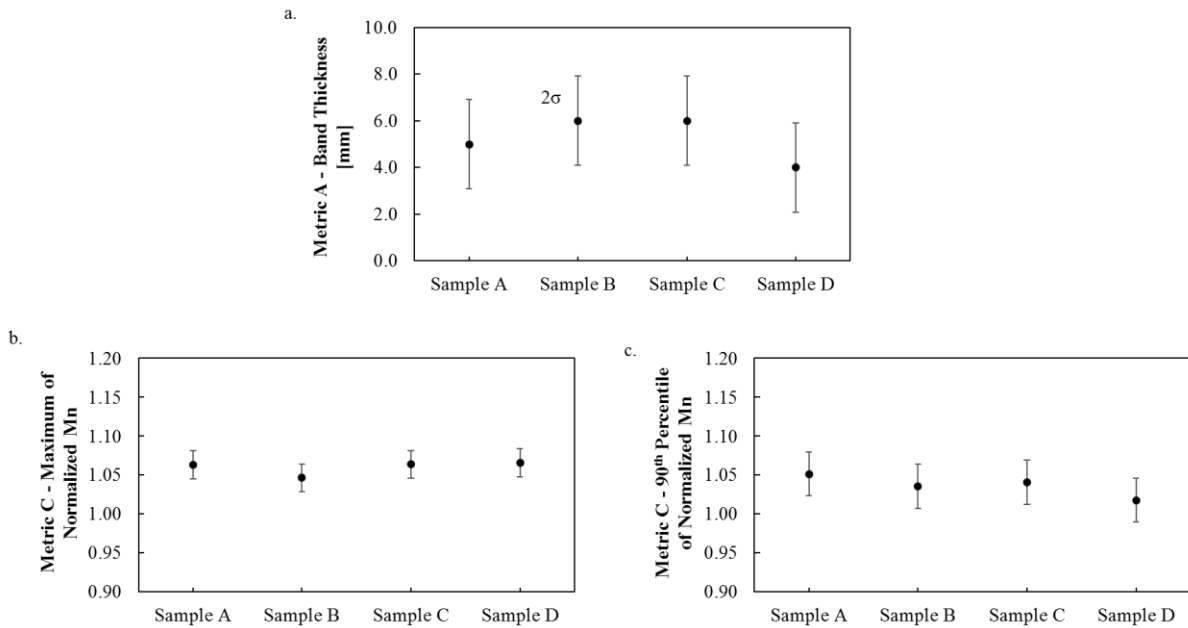 a.
Metric A - Band Thickness
[mm]
10.0
8.0
6.0
4.0
2.0
0.0
2σ
Sample A Sample B Sample C Sample D
b.
Metric C - Maximum of
Normalized Mn
1.20
1.15
1.10
1.05
1.00
0.95
0.90
Sample A Sample B Sample C Sample D
c.
Metric C - 90th Percentile
of Normalized Mn
1.20
1.15
1.10
1.05
1.00
0.95
0.90
Sample A Sample B Sample C Sample D